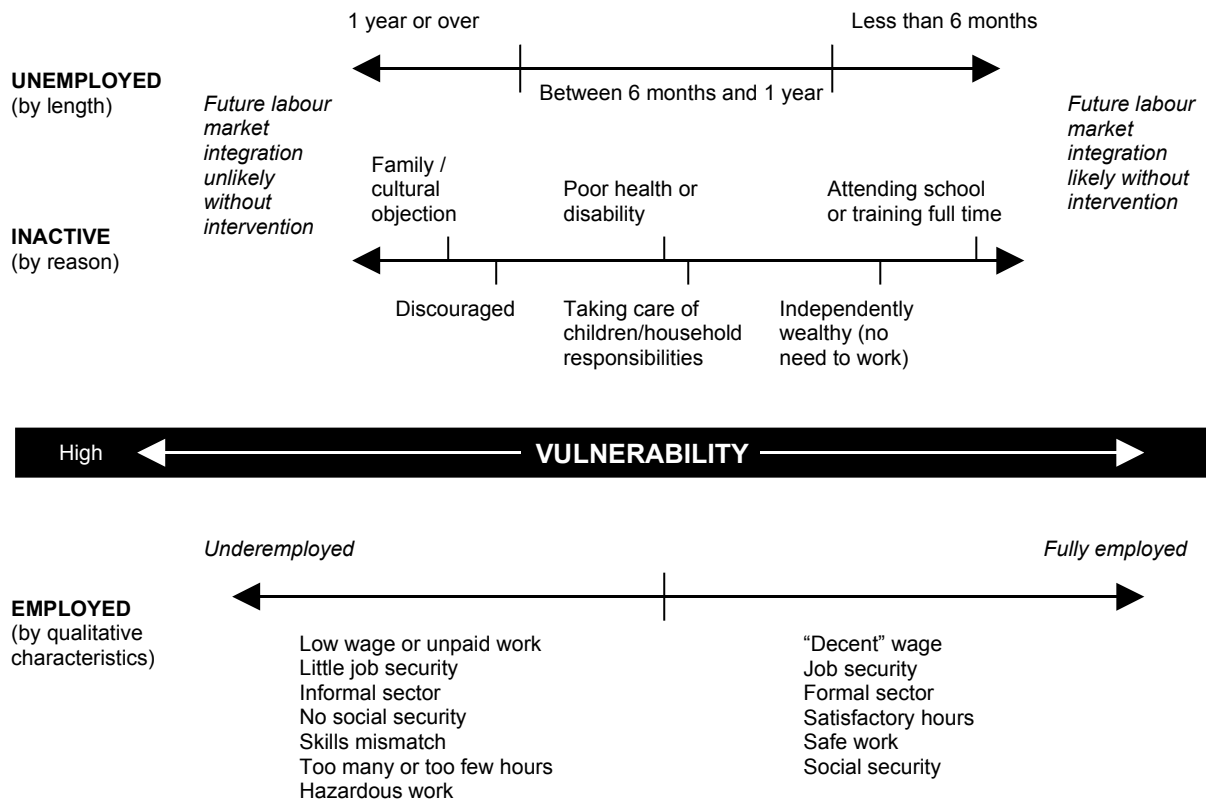 1 year or over
Less than 6 months
UNEMPLOYED
(by length)
Between 6 months and 1 year
Future labour
market
integration
unlikely
without
intervention
Future labour
market
integration
likely without
intervention
Family /
cultural
objection
Poor health or
disability
Attending school
or training full time
INACTIVE
(by reason)
Discouraged
Taking care of
children/household
responsibilities
Independently
wealthy (no
need to work)
High
VULNERABILITY
Underemployed
Fully employed
EMPLOYED
(by qualitative
characteristics)
Low wage or unpaid work
Little job security
Informal sector
No social security
Skills mismatch
Too many or too few hours
Hazardous work
“Decent” wage
Job security
Formal sector
Satisfactory hours
Safe work
Social security